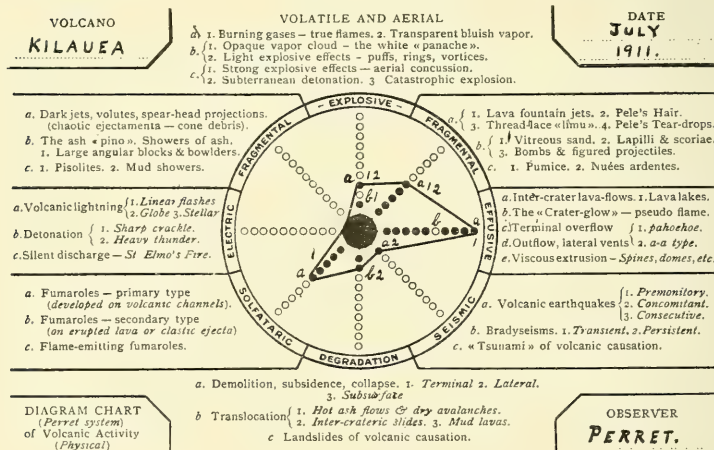 VOLCANO
KILAUEA
VOLATILE AND AERIAL
a. 1. Burning gases — true flames. 2. Transparent bluish vapor.
b. { 1. Opaque vapor cloud - the white « panache ».
2. Light explosive effects - puffs, rings, vortices.
c. { 1. Strong explosive effects — aerial concussion.
2. Subterranean detonation. 3 Catastrophic explosion.
DATE
JULY
1911.
a. Dark jets, volutes, spear-head projections.
(chaotic ejectamenta — cone debris).
b. The ash « pino ». Showers of ash.
1. Large angular blocks & bowlders.
c. 1. Pisolites. 2. Mud showers.
a. Volcanic lightning { 1. Linear flashes
2. Globe 3. Stellar
b. Detonation { 1. Sharp crackle.
2. Heavy thunder.
c. Silent discharge — St Elmo's Fire.
a. Fumaroles — primary type
(developed on volcanic channels).
b. Fumaroles — secondary type
(on erupted lava or clastic ejecta)
c. Flame-emitting fumaroles.
- EXPLOSIVE -
FRAGMENTAL
FRAGMENTAL
ELECTRIC
EFFUSIVE
SOLFATARIC
SEISMIC
DEGRADATION
a 12
b1
a 12
b
a
1
a2
b2
1
a
a. { 1. Lava fountain jets. 2. Pele's Hair.
3. Thread-lace «limu». 4. Pele's Tear-drops.
b. { 1. Vitreous sand. 2. Lapilli & scoriae.
3. Bombs & figured projectiles.
c. 1. Pumice. 2. Nuées ardentes.
a. Inter-crater lava-flows. 1. Lava lakes.
b. The «Crater-glow» — pseudo flame.
c. Terminal overflow { 1. pahoehoe.
d. Outflow, lateral vents 2. a-a type.
e. Viscous extrusion — Spines, domes, etc.
a. Volcanic earthquakes { 1. Premonitory.
2. Concomitant.
3. Consecutive.
b. Bradyseisms. 1. Transient. 2. Persistent.
c. «Tsunami» of volcanic causation.
a. Demolition, subsidence, collapse. 1. Terminal 2. Lateral.
3. Subsurface
b Translocation { 1. Hot ash flows & dry avalanches.
2. Inter-crateric slides. 3. Mud lavas.
c Landslides of volcanic causation.
DIAGRAM CHART
(Perret system)
of Volcanic Activity
(Physical)
OBSERVER
PERRET.